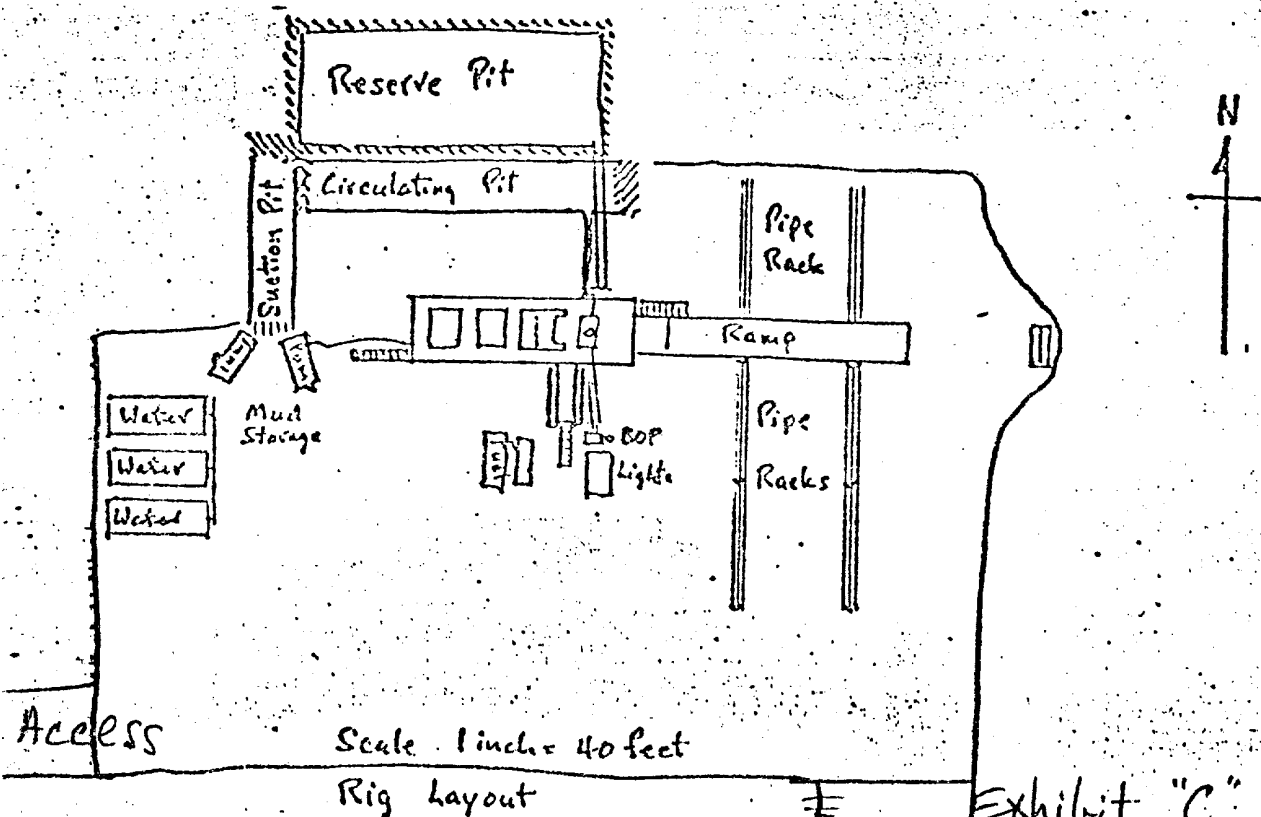 Reserve Pit
N
Circulating Pit
Suction Pit
Pipe
Rack
Ramp
Pump
Water
Mud
Storage
Pipe
BOP
Water
Lights
Racks
Water
Access
Scale 1 inch = 40 feet
Rig Layout
Exhibit "C"